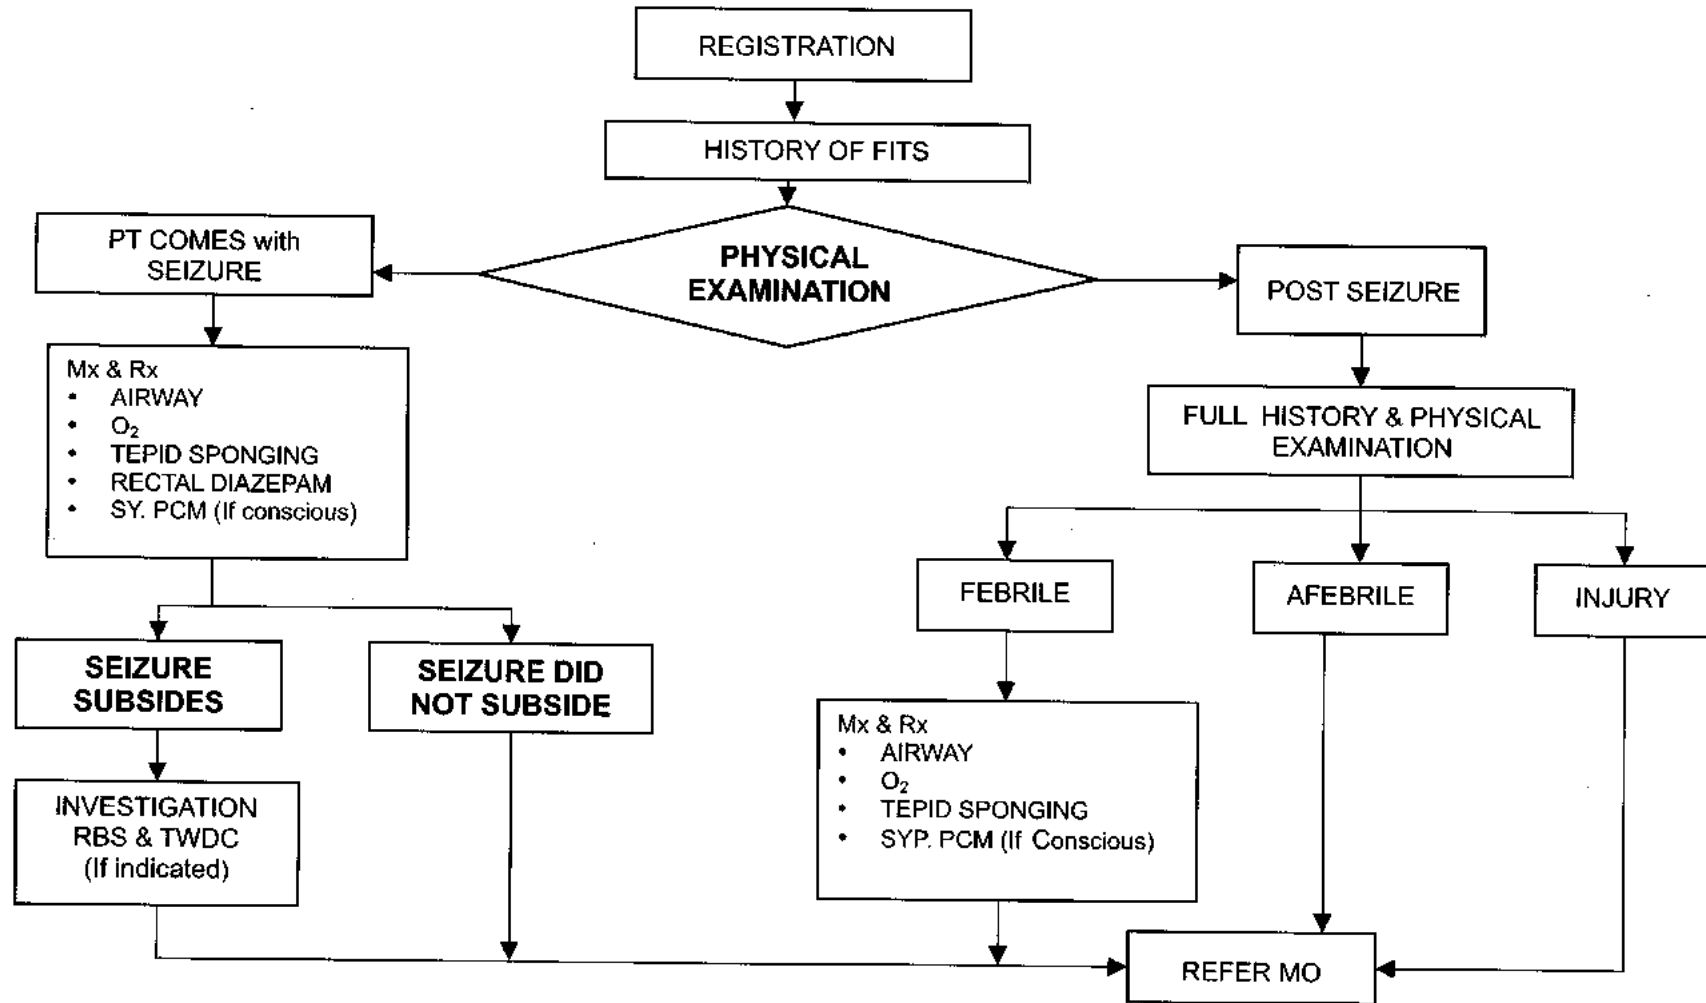 REGISTRATION
HISTORY OF FITS
PHYSICAL
EXAMINATION
PT COMES with
SEIZURE
Mx & Rx
• AIRWAY
• O₂
• TEPID SPONGING
• RECTAL DIAZEPAM
• SY. PCM (If conscious)
SEIZURE
SUBSIDES
SEIZURE DID
NOT SUBSIDE
INVESTIGATION
RBS & TWDC
(If indicated)
POST SEIZURE
FULL HISTORY & PHYSICAL
EXAMINATION
FEBRILE
AFEBRILE
INJURY
Mx & Rx
• AIRWAY
• O₂
• TEPID SPONGING
• SYP. PCM (If Conscious)
REFER MO